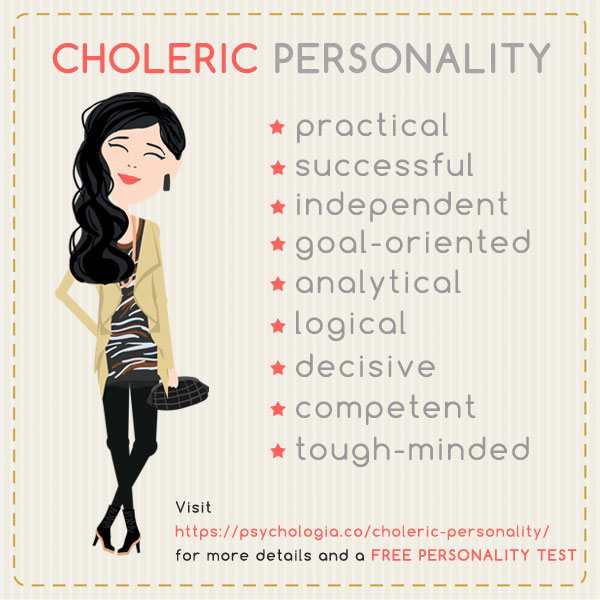 CHOLERIC PERSONALITY
practical
successful
independent
goal-oriented
analytical
logical
decisive
competent
tough-minded
Visit
https://psychologia.co/choleric-personality/
for more details and a FREE PERSONALITY TEST